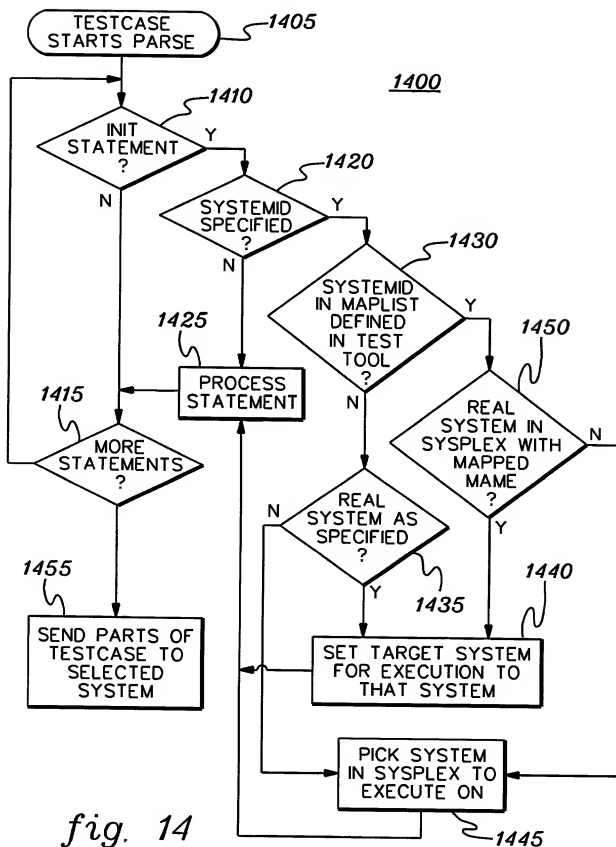 TESTCASE
STARTS PARSE
1405
1400
1410
INIT
STATEMENT
?
Y
N
1420
SYSTEMID
SPECIFIED
?
Y
N
1430
SYSTEMID
IN MAPLIST
DEFINED
IN TEST
TOOL
?
Y
N
1425
PROCESS
STATEMENT
1450
REAL
SYSTEM IN
SYSPLEX WITH
MAPPED
MAME
?
N
Y
1415
MORE
STATEMENTS
?
N
REAL
SYSTEM AS
SPECIFIED
?
Y
1435
1455
SEND PARTS OF
TESTCASE TO
SELECTED
SYSTEM
1440
SET TARGET SYSTEM
FOR EXECUTION TO
THAT SYSTEM
PICK SYSTEM
IN SYSPLEX TO
EXECUTE ON
1445
fig. 14